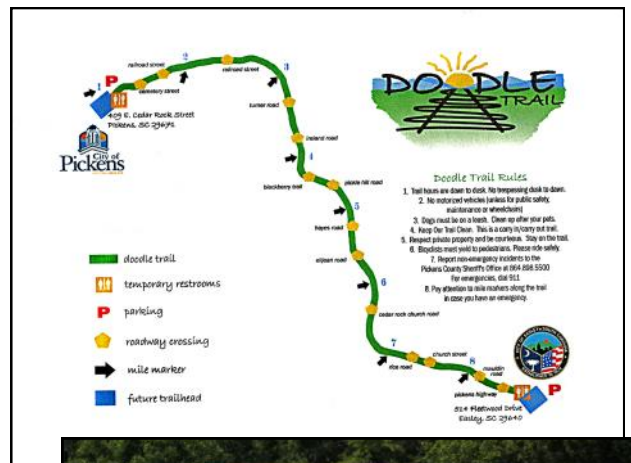 railroad street
2
railroad street
3
1
P
cemetery street
409 E. Cedar Rock Street
Pickens, SC 29671
City of
Pickens
turner road
ireland road
4
blackberry trail
pickle hill road
5
hayes road
6
cedar rock church road
7
rice road
church street
8
mauldin
road
pickens highway
P
524 Fleetwood Drive
Easley, SC 29640
DOODLE
TRAIL
Doodle Trail Rules
1. Trail hours are dawn to dusk. No trespassing dusk to dawn.
2. No motorized vehicles (unless for public safety,
maintenance or wheelchairs)
3. Dogs must be on a leash. Clean up after your pets.
4. Keep Our Trail Clean. This is a carry in/carry out trail.
5. Respect private property and be courteous. Stay on the trail.
6. Bicyclists must yield to pedestrians. Please ride safely.
7. Report non-emergency incidents to the
Pickens County Sheriff's Office at 864.898.5500
For emergencies, dial 911
8. Pay attention to mile markers along the trail
in case you have an emergency.
doodle trail
temporary restrooms
P parking
roadway crossing
mile marker
future trailhead